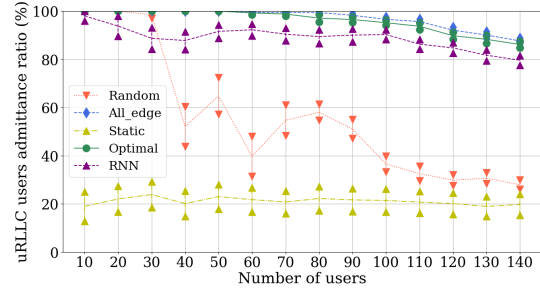 uRLLC users admittance ratio (%)
100
80
60
40
20
0
Random
All_edge
Static
Optimal
RNN
10 20 30 40 50 60 70 80 90 100 110 120 130 140
Number of users